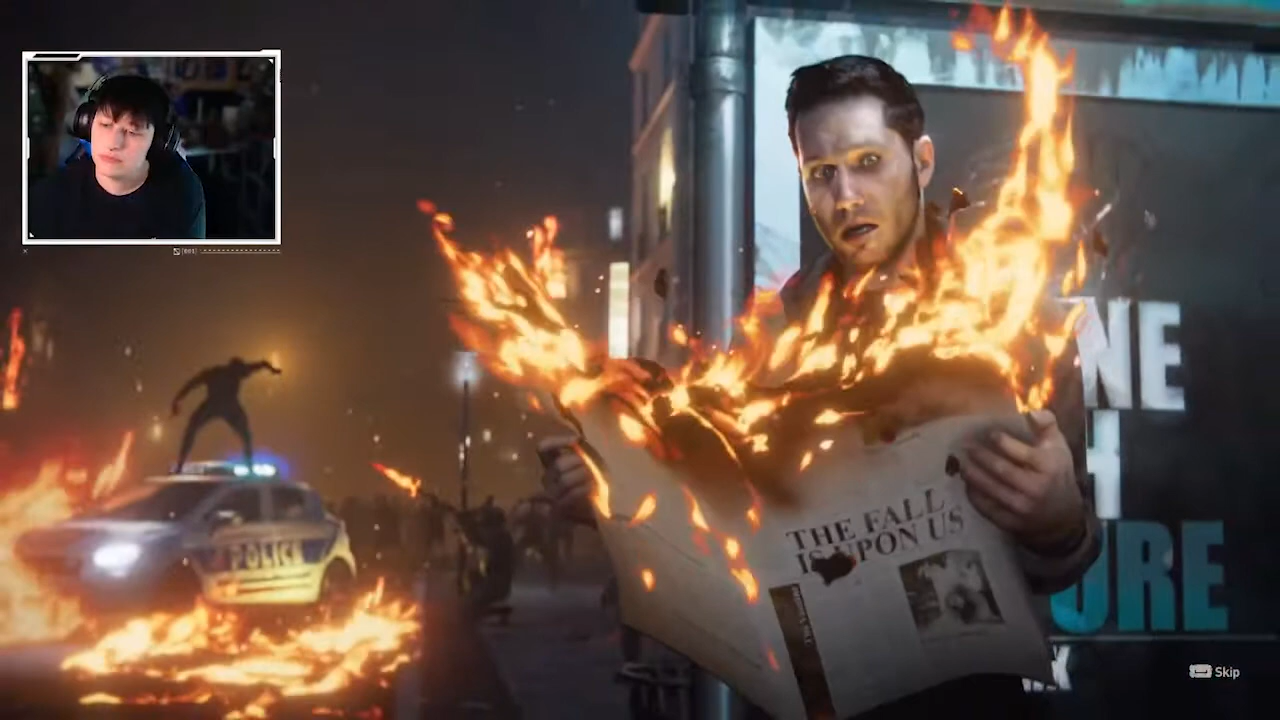 POLICE
THE FALL
IS UPON US
NE
H
URE
Skip